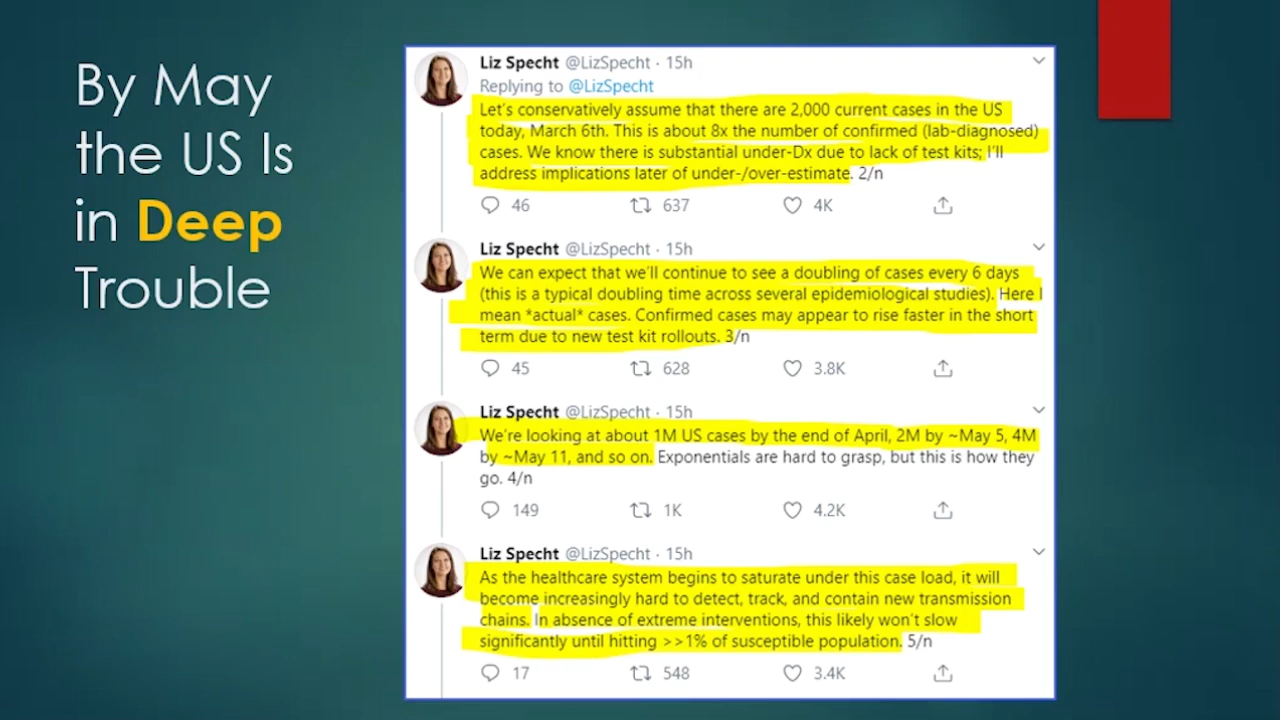 By May
the US Is
in Deep
Trouble
Liz Specht @LizSpecht · 15h
Replying to @LizSpecht
Let's conservatively assume that there are 2,000 current cases in the US
today, March 6th. This is about 8x the number of confirmed (lab-diagnosed)
cases. We know there is substantial under-Dx due to lack of test kits; I'll
address implications later of under-/over-estimate. 2/n
46 637 4K
Liz Specht @LizSpecht · 15h
We can expect that we'll continue to see a doubling of cases every 6 days
(this is a typical doubling time across several epidemiological studies). Here I
mean *actual* cases. Confirmed cases may appear to rise faster in the short
term due to new test kit rollouts. 3/n
45 628 3.8K
Liz Specht @LizSpecht · 15h
We're looking at about 1M US cases by the end of April, 2M by ~May 5, 4M
by ~May 11, and so on. Exponentials are hard to grasp, but this is how they
go. 4/n
149 1K 4.2K
Liz Specht @LizSpecht · 15h
As the healthcare system begins to saturate under this case load, it will
become increasingly hard to detect, track, and contain new transmission
chains. In absence of extreme interventions, this likely won't slow
significantly until hitting >>1% of susceptible population. 5/n
17 548 3.4K